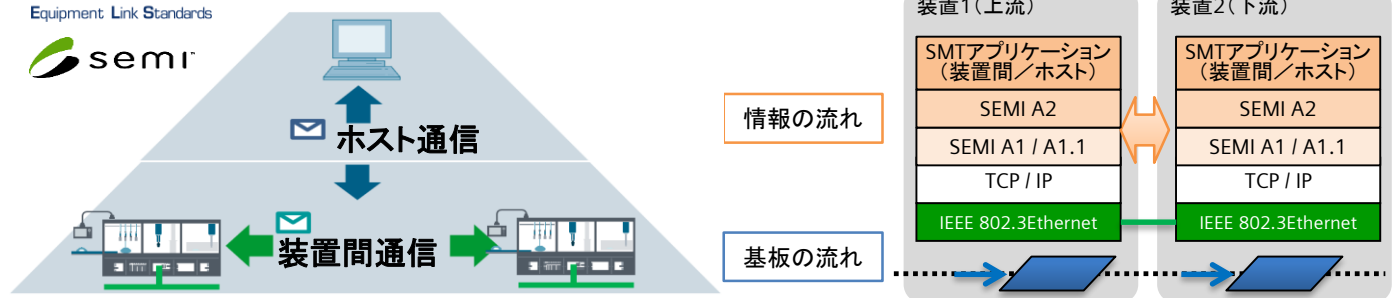 Equipment Link Standards
semi
ホスト通信
装置間通信
情報の流れ
基板の流れ
装置1(上流)
SMTアプリケーション
(装置間/ホスト)
SEMI A2
SEMI A1 / A1.1
TCP / IP
IEEE 802.3Ethernet
装置2(下流)
SMTアプリケーション
(装置間/ホスト)
SEMI A2
SEMI A1 / A1.1
TCP / IP
IEEE 802.3Ethernet